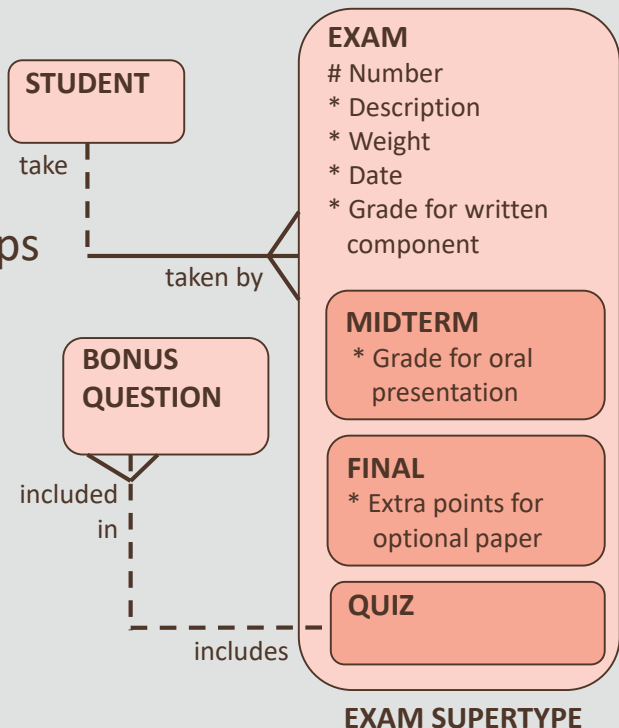 STUDENT
take
ps
taken by
BONUS
QUESTION
included
in
includes
EXAM
# Number
* Description
* Weight
* Date
* Grade for written
component
MIDTERM
* Grade for oral
presentation
FINAL
* Extra points for
optional paper
QUIZ
EXAM SUPERTYPE